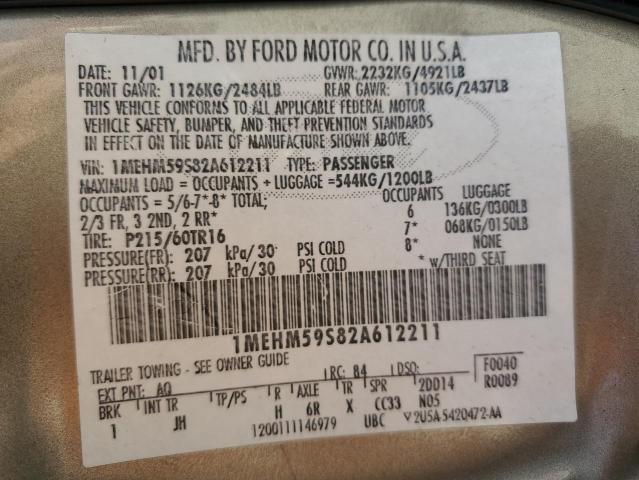 MFD. BY FORD MOTOR CO. IN U.S.A.
DATE: 11/01 GVWR: 2232KG/4921LB
FRONT GAWR: 1126KG/2484LB REAR GAWR: 1105KG/2437LB
THIS VEHICLE CONFORMS TO ALL APPLICABLE FEDERAL MOTOR
VEHICLE SAFETY, BUMPER, AND THEFT PREVENTION STANDARDS
IN EFFECT ON THE DATE OF MANUFACTURE SHOWN ABOVE.
VIN: 1MEHM59S82A612211 TYPE: PASSENGER
MAXIMUM LOAD = OCCUPANTS + LUGGAGE =544KG/1200LB
OCCUPANTS = 5/6-7*-8* TOTAL; OCCUPANTS LUGGAGE
2/3 FR, 3 2ND, 2 RR* 6 136KG/0300LB
TIRE: P215/60TR16 7* 068KG/0150LB
PRESSURE(FR): 207 kPa/30 PSI COLD 8* NONE
PRESSURE(RR): 207 kPa/30 PSI COLD * w/THIRD SEAT
1MEHM59S82A612211
TRAILER TOWING - SEE OWNER GUIDE
EXT PNT: AQ RC: 84 DSO: F0040
BRK INT TR TP/PS R AXLE TR SPR 2DD14 R0089
1 JH H 6R X CC33 N05
1200111146979 UBC V2U5A-5420472-AA